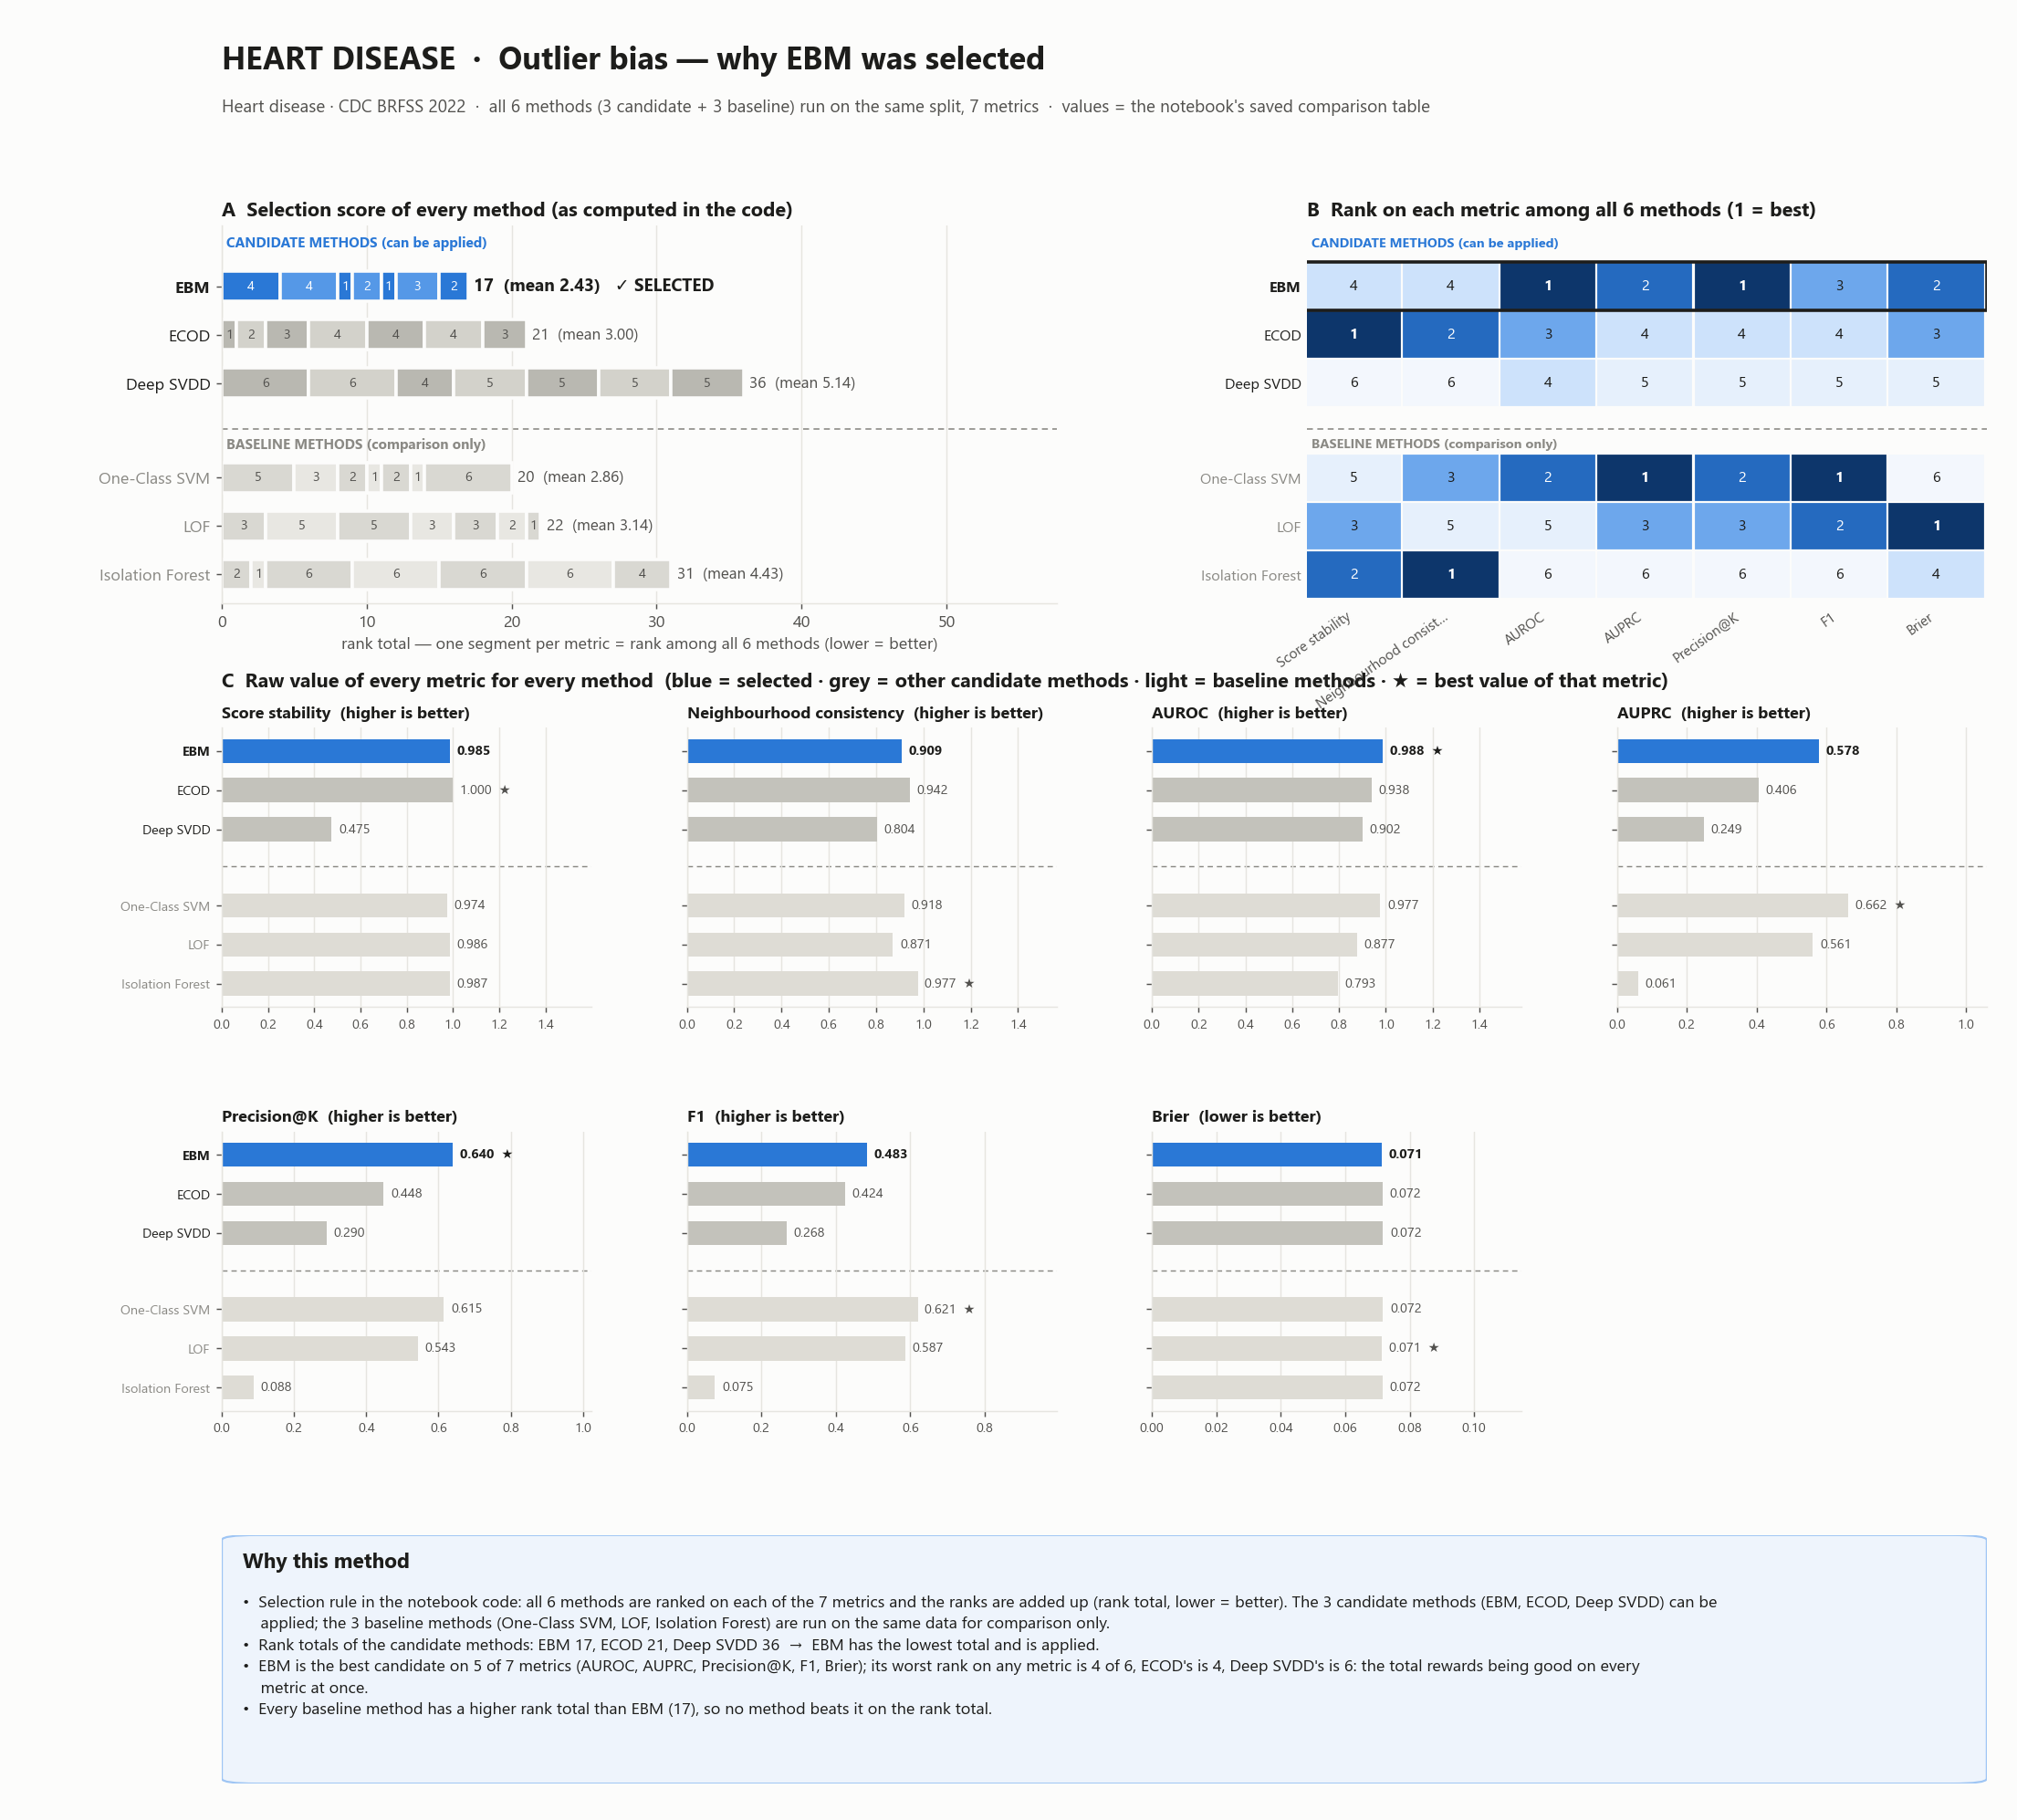 HEART DISEASE · Outlier bias — why EBM was selected
Heart disease · CDC BRFSS 2022 · all 6 methods (3 candidate + 3 baseline) run on the same split, 7 metrics · values = the notebook's saved comparison table
A Selection score of every method (as computed in the code)
CANDIDATE METHODS (can be applied)
EBM 4 4 1 2 1 3 2 17 (mean 2.43) ✓ SELECTED
ECOD 1 2 3 4 4 4 3 21 (mean 3.00)
Deep SVDD 6 6 4 5 5 5 5 36 (mean 5.14)
BASELINE METHODS (comparison only)
One-Class SVM 5 3 2 1 2 1 6 20 (mean 2.86)
LOF 3 5 5 3 3 2 1 22 (mean 3.14)
Isolation Forest 2 1 6 6 6 6 4 31 (mean 4.43)
0 10 20 30 40 50
rank total — one segment per metric = rank among all 6 methods (lower = better)
B Rank on each metric among all 6 methods (1 = best)
CANDIDATE METHODS (can be applied)
EBM 4 4 1 2 1 3 2
ECOD 1 2 3 4 4 4 3
Deep SVDD 6 6 4 5 5 5 5
BASELINE METHODS (comparison only)
One-Class SVM 5 3 2 1 2 1 6
LOF 3 5 5 3 3 2 1
Isolation Forest 2 1 6 6 6 6 4
Score stability Neighbourhood consist... AUROC AUPRC Precision@K F1 Brier
C Raw value of every metric for every method (blue = selected · grey = other candidate methods · light = baseline methods · ★ = best value of that metric)
Score stability (higher is better)
EBM 0.985
ECOD 1.000 ★
Deep SVDD 0.475
One-Class SVM 0.974
LOF 0.986
Isolation Forest 0.987
0.0 0.2 0.4 0.6 0.8 1.0 1.2 1.4
Neighbourhood consistency (higher is better)
0.909
0.942
0.804
0.918
0.871
0.977 ★
0.0 0.2 0.4 0.6 0.8 1.0 1.2 1.4
AUROC (higher is better)
0.988 ★
0.938
0.902
0.977
0.877
0.793
0.0 0.2 0.4 0.6 0.8 1.0 1.2 1.4
AUPRC (higher is better)
0.578
0.406
0.249
0.662 ★
0.561
0.061
0.0 0.2 0.4 0.6 0.8 1.0
Precision@K (higher is better)
EBM 0.640 ★
ECOD 0.448
Deep SVDD 0.290
One-Class SVM 0.615
LOF 0.543
Isolation Forest 0.088
0.0 0.2 0.4 0.6 0.8 1.0
F1 (higher is better)
0.483
0.424
0.268
0.621 ★
0.587
0.075
0.0 0.2 0.4 0.6 0.8
Brier (lower is better)
0.071
0.072
0.072
0.072
0.071 ★
0.072
0.00 0.02 0.04 0.06 0.08 0.10
Why this method
• Selection rule in the notebook code: all 6 methods are ranked on each of the 7 metrics and the ranks are added up (rank total, lower = better). The 3 candidate methods (EBM, ECOD, Deep SVDD) can be
applied; the 3 baseline methods (One-Class SVM, LOF, Isolation Forest) are run on the same data for comparison only.
• Rank totals of the candidate methods: EBM 17, ECOD 21, Deep SVDD 36 → EBM has the lowest total and is applied.
• EBM is the best candidate on 5 of 7 metrics (AUROC, AUPRC, Precision@K, F1, Brier); its worst rank on any metric is 4 of 6, ECOD's is 4, Deep SVDD's is 6: the total rewards being good on every
metric at once.
• Every baseline method has a higher rank total than EBM (17), so no method beats it on the rank total.